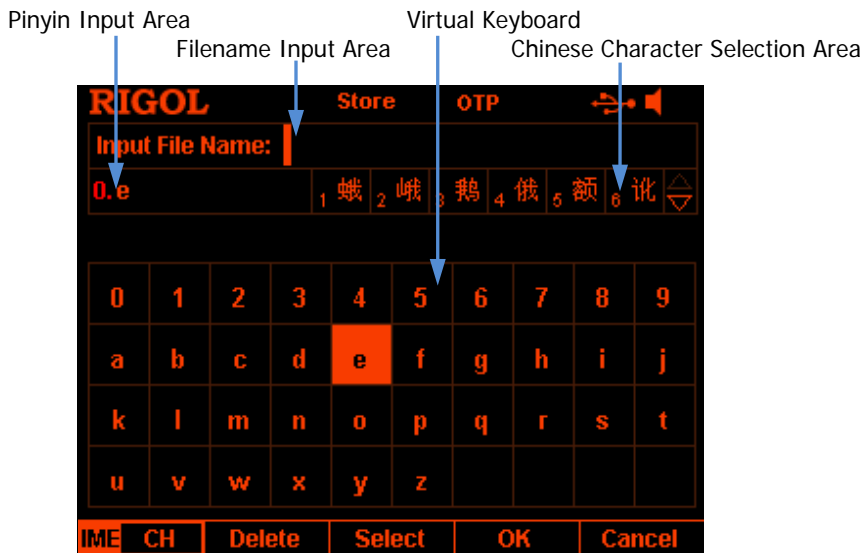 Pinyin Input Area Virtual Keyboard
Filename Input Area Chinese Character Selection Area
RIGOL Store OTP
Input File Name:
0.e 1 蛾 2 峨 3 鹅 4 俄 5 额 6 讹
0 1 2 3 4 5 6 7 8 9
a b c d e f g h i j
k l m n o p q r s t
u v w x y z
IME CH Delete Select OK Cancel